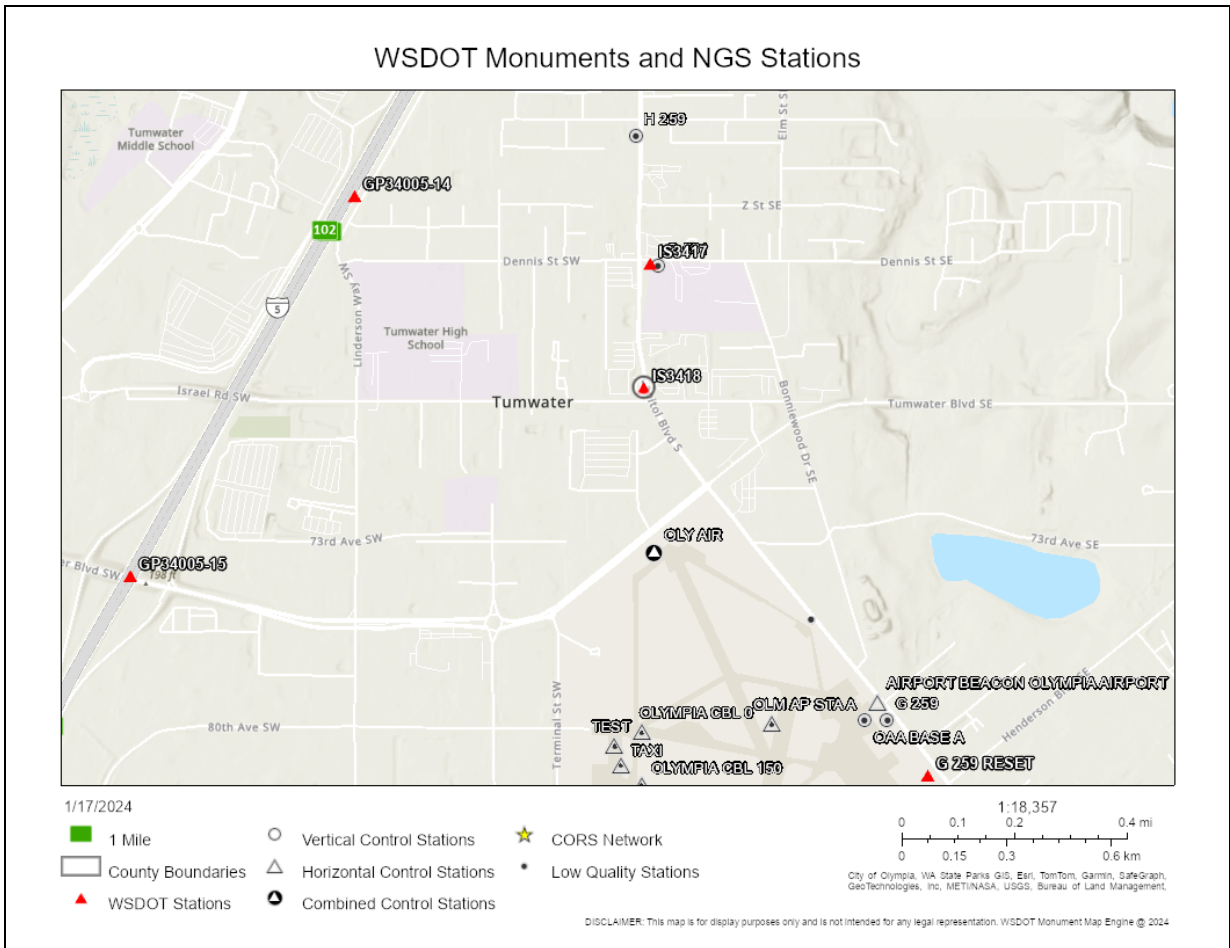 WSDOT Monuments and NGS Stations
H 259
Elm St S
Tumwater
Middle School
GP34005-14
Z St SE
102
IS3417
Dennis St SW
Dennis St SE
Linderson Way SW
5
Tumwater High
School
IS3418
Israel Rd SW
Tumwater
Tumwater Blvd SE
Bonniewood Dr SE
itol Blvd S
73rd Ave SW
OLY AIR
73rd Ave SE
GP34005-15
er Blvd SW
198 ft
AIRPORT BEACON OLYMPIA AIRPORT
G 259
OLYMPIA CBL 0
OLM AP STA A
Henderson Blvd SE
80th Ave SW
Terminal St SW
TEST
OAA BASE A
TAXI
OLYMPIA CBL 150
G 259 RESET
1/17/2024
1 Mile
County Boundaries
WSDOT Stations
Vertical Control Stations
Horizontal Control Stations
Combined Control Stations
CORS Network
Low Quality Stations
1:18,357
0 0.1 0.2 0.4 mi
0 0.15 0.3 0.6 km
City of Olympia, WA State Parks GIS, Esri, TomTom, Garmin, SafeGraph,
GeoTechnologies, Inc, METI/NASA, USGS, Bureau of Land Management,
DISCLAIMER: This map is for display purposes only and is not intended for any legal representation. WSDOT Monument Map Engine @ 2024